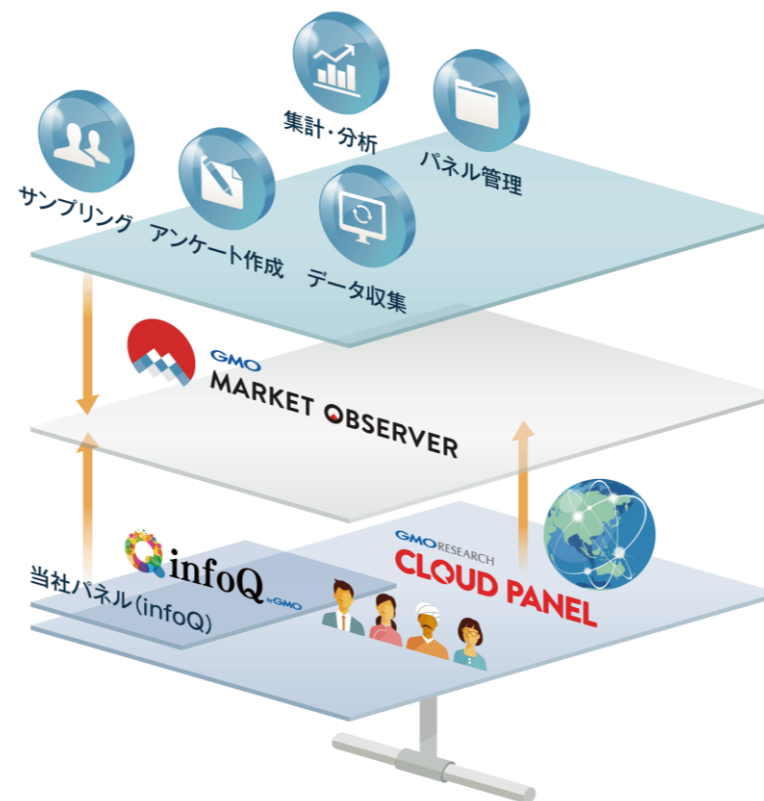 集計・分析
パネル管理
サンプリング
アンケート作成
データ収集
GMO
MARKET OBSERVER
GMO RESEARCH
CLOUD PANEL
infoQ by GMO
当社パネル(infoQ)